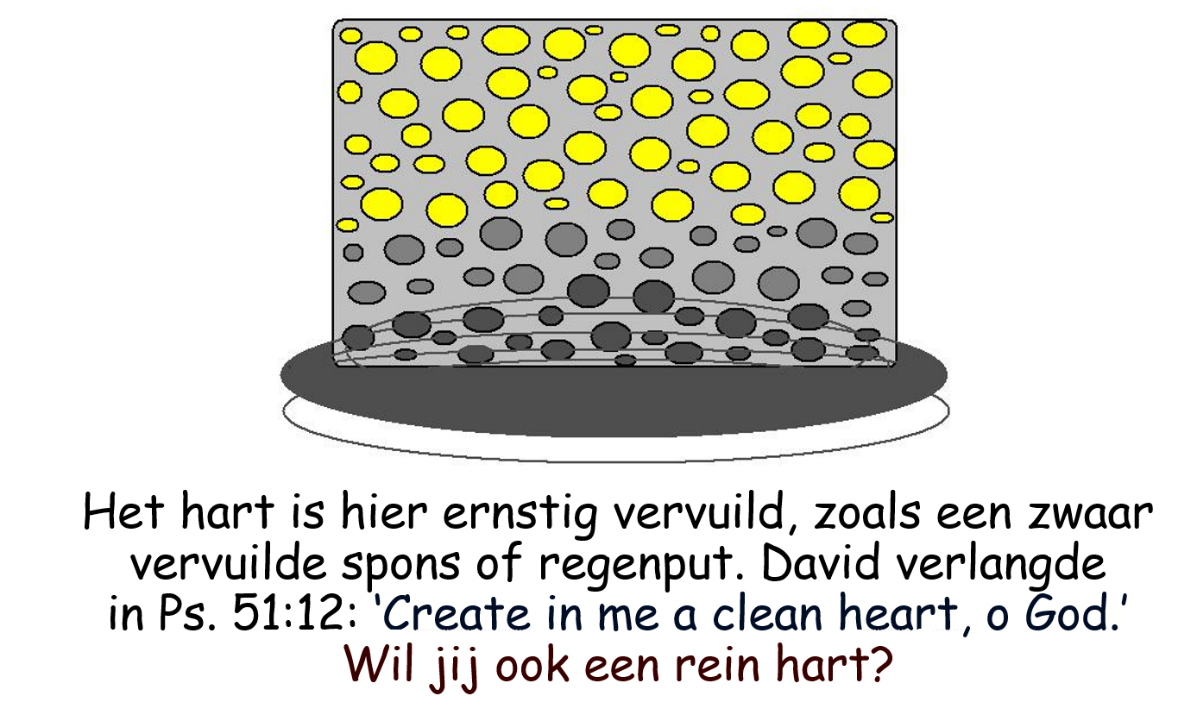 Het hart is hier ernstig vervuild, zoals een zwaar
vervuilde spons of regenput. David verlangde
in Ps. 51:12: ‘Create in me a clean heart, o God.’
Wil jij ook een rein hart?